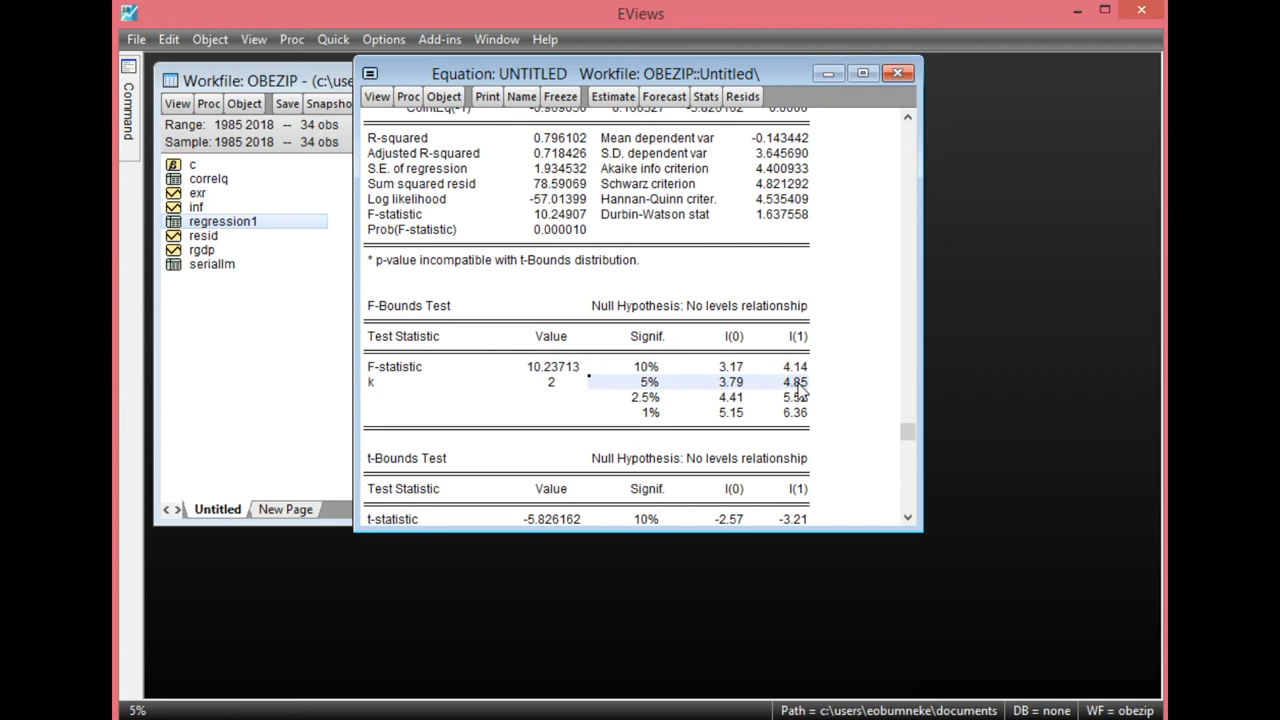 EViews
File Edit Object View Proc Quick Options Add-ins Window Help
Command
Workfile: OBEZIP - (c:\use
View Proc Object Save Snapsho
Range: 1985 2018 -- 34 obs
Sample: 1985 2018 -- 34 obs
c
correlq
exr
inf
regression1
resid
rgdp
seriallm
Untitled New Page
Equation: UNTITLED Workfile: OBEZIP::Untitled\
View Proc Object Print Name Freeze Estimate Forecast Stats Resids
R-squared 0.796102 Mean dependent var -0.143442
Adjusted R-squared 0.718426 S.D. dependent var 3.645690
S.E. of regression 1.934532 Akaike info criterion 4.400933
Sum squared resid 78.59069 Schwarz criterion 4.821292
Log likelihood -57.01399 Hannan-Quinn criter. 4.535409
F-statistic 10.24907 Durbin-Watson stat 1.637558
Prob(F-statistic) 0.000010
* p-value incompatible with t-Bounds distribution.
F-Bounds Test Null Hypothesis: No levels relationship
Test Statistic Value Signif. I(0) I(1)
F-statistic 10.23713 10% 3.17 4.14
k 2 5% 3.79 4.85
2.5% 4.41
1% 5.15 6.36
t-Bounds Test Null Hypothesis: No levels relationship
Test Statistic Value Signif. I(0) I(1)
t-statistic -5.826162 10% -2.57 -3.21
5% Path = c:\users\eobumneke\documents DB = none WF = obezip